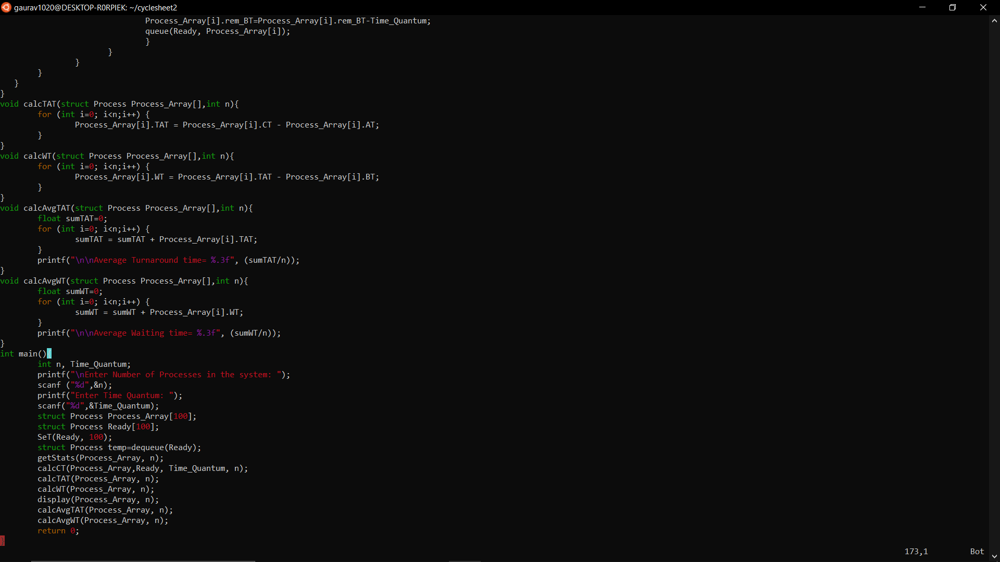 gaurav1020@DESKTOP-R0RPIEK: ~/cyclesheet2
                               Process_Array[i].rem_BT=Process_Array[i].rem_BT-Time_Quantum;
                               queue(Ready, Process_Array[i]);
                               }
                       }
                }
        }
   }
}
void calcTAT(struct Process Process_Array[],int n){
        for (int i=0; i<n;i++) {
                Process_Array[i].TAT = Process_Array[i].CT - Process_Array[i].AT;
        }
}
void calcWT(struct Process Process_Array[],int n){
        for (int i=0; i<n;i++) {
                Process_Array[i].WT = Process_Array[i].TAT - Process_Array[i].BT;
        }
}
void calcAvgTAT(struct Process Process_Array[],int n){
        float sumTAT=0;
        for (int i=0; i<n;i++) {
                sumTAT = sumTAT + Process_Array[i].TAT;
        }
        printf("\n\nAverage Turnaround time= %.3f", (sumTAT/n));
}
void calcAvgWT(struct Process Process_Array[],int n){
        float sumWT=0;
        for (int i=0; i<n;i++) {
                sumWT = sumWT + Process_Array[i].WT;
        }
        printf("\n\nAverage Waiting time= %.3f", (sumWT/n));
}
int main(){
        int n, Time_Quantum;
        printf("\nEnter Number of Processes in the system: ");
        scanf ("%d",&n);
        printf("Enter Time Quantum: ");
        scanf("%d",&Time_Quantum);
        struct Process Process_Array[100];
        struct Process Ready[100];
        SeT(Ready, 100);
        struct Process temp=dequeue(Ready);
        getStats(Process_Array, n);
        calcCT(Process_Array,Ready, Time_Quantum, n);
        calcTAT(Process_Array, n);
        calcWT(Process_Array, n);
        display(Process_Array, n);
        calcAvgTAT(Process_Array, n);
        calcAvgWT(Process_Array, n);
        return 0;
}
173,1 Bot